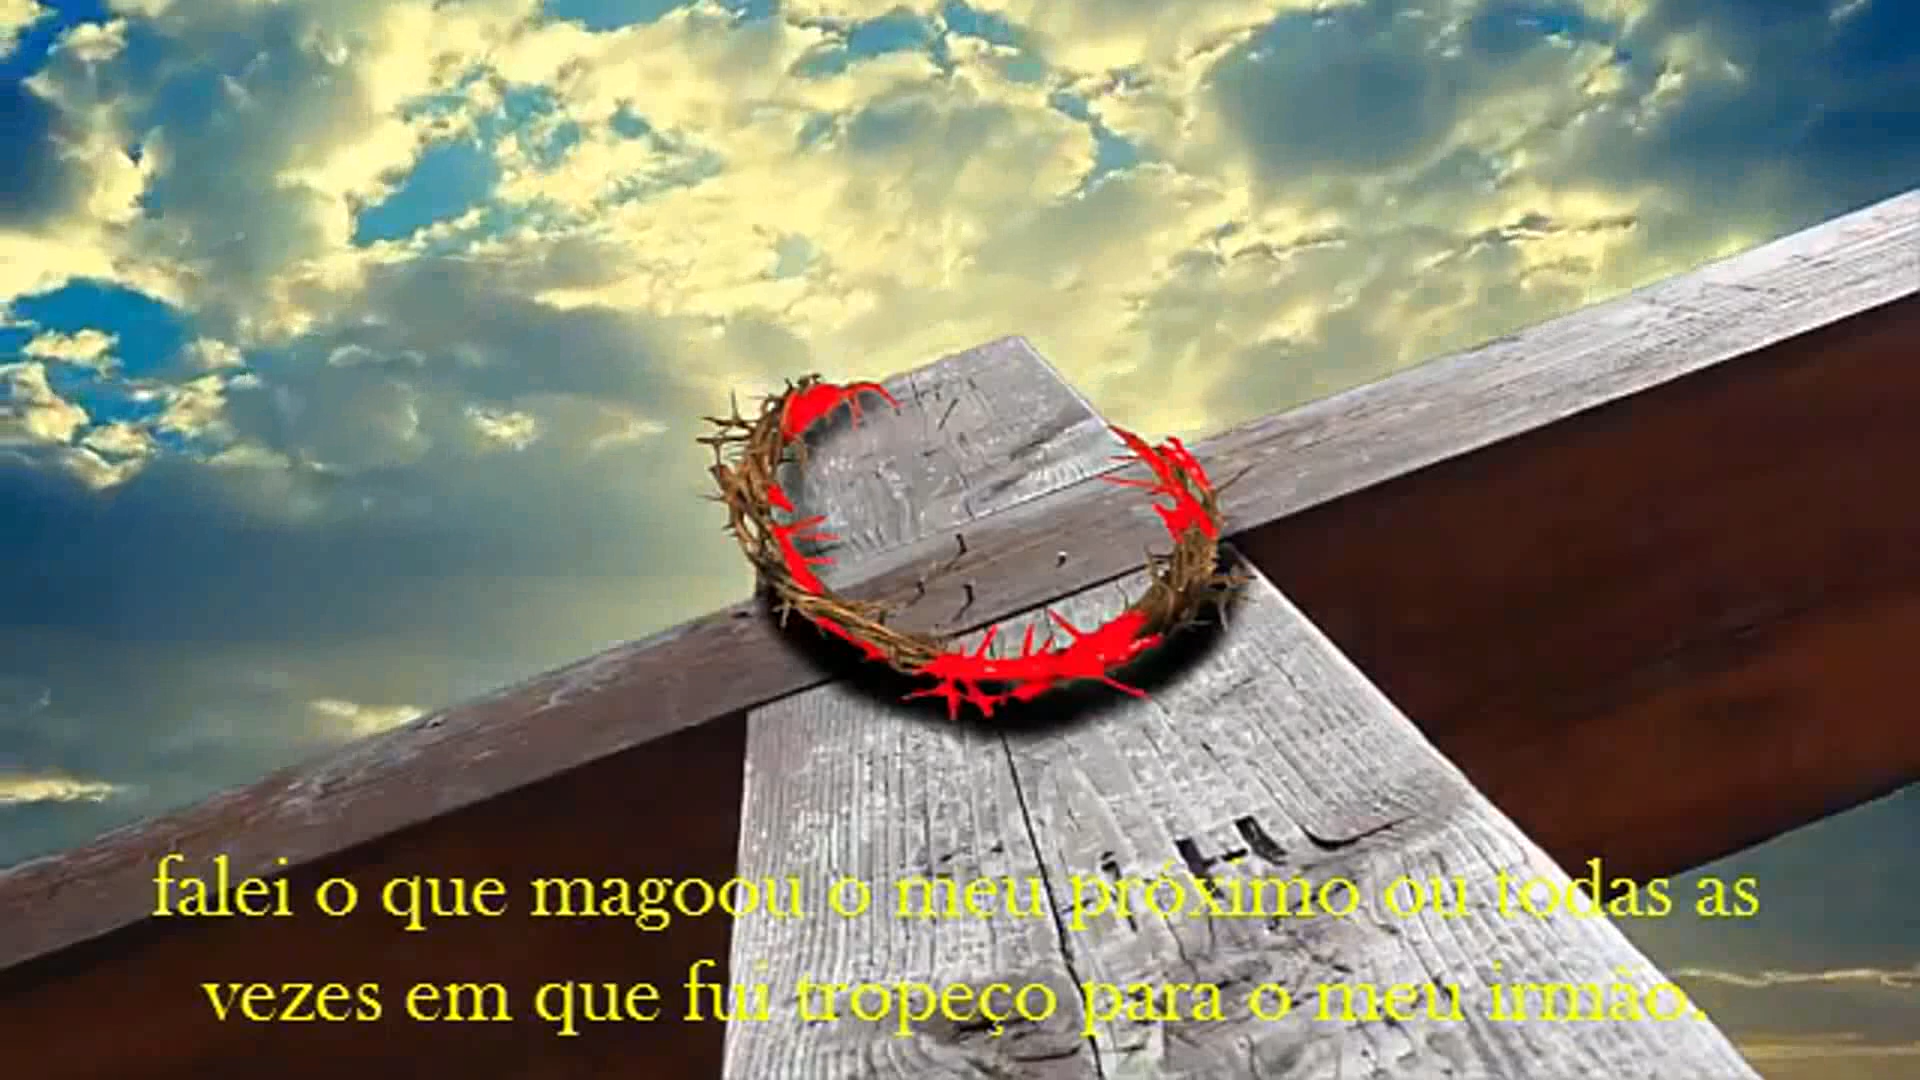 falei o que magoou o meu próximo ou todas as
vezes em que fui tropeço para o meu irmão.